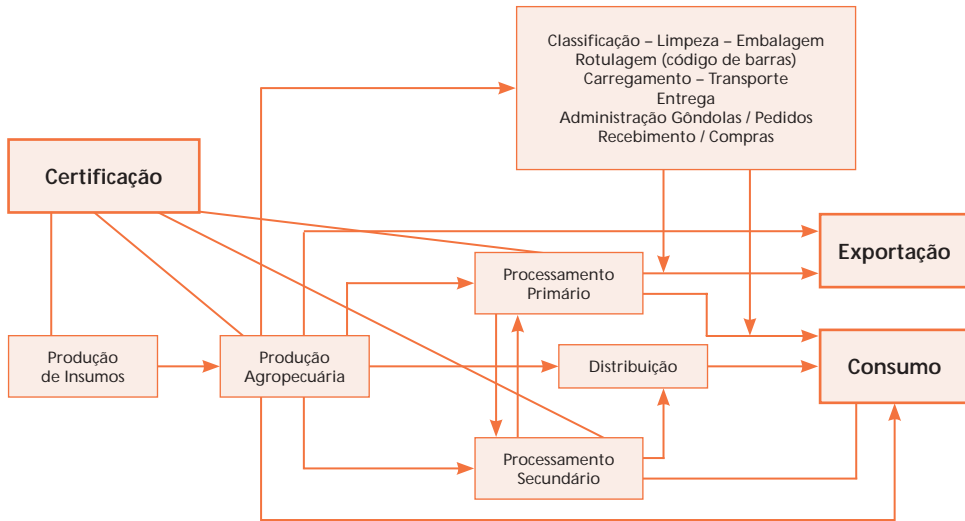 Classificação – Limpeza – Embalagem
Rotulagem (código de barras)
Carregamento – Transporte
Entrega
Administração Gôndolas / Pedidos
Recebimento / Compras
Certificação
Exportação
Processamento
Primário
Produção
de Insumos
Produção
Agropecuária
Distribuição
Consumo
Processamento
Secundário